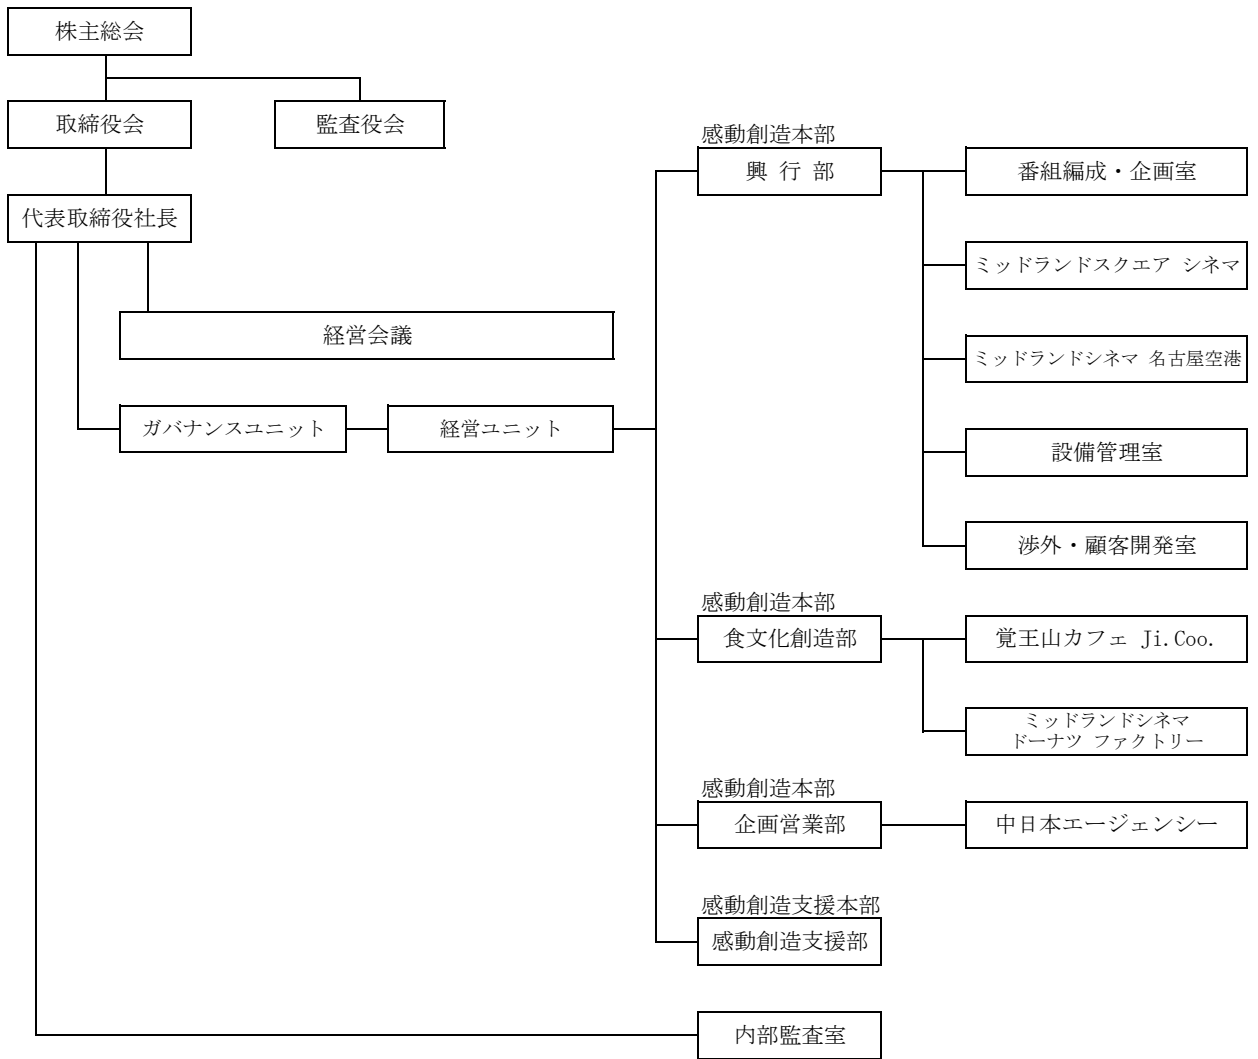 株主総会
取締役会
監査役会
代表取締役社長
経営会議
ガバナンスユニット
経営ユニット
感動創造本部
興 行 部
番組編成・企画室
ミッドランドスクエア シネマ
ミッドランドシネマ 名古屋空港
設備管理室
渉外・顧客開発室
感動創造本部
食文化創造部
覚王山カフェ Ji.Coo.
ミッドランドシネマ
ドーナツ ファクトリー
感動創造本部
企画営業部
中日本エージェンシー
感動創造支援本部
感動創造支援部
内部監査室